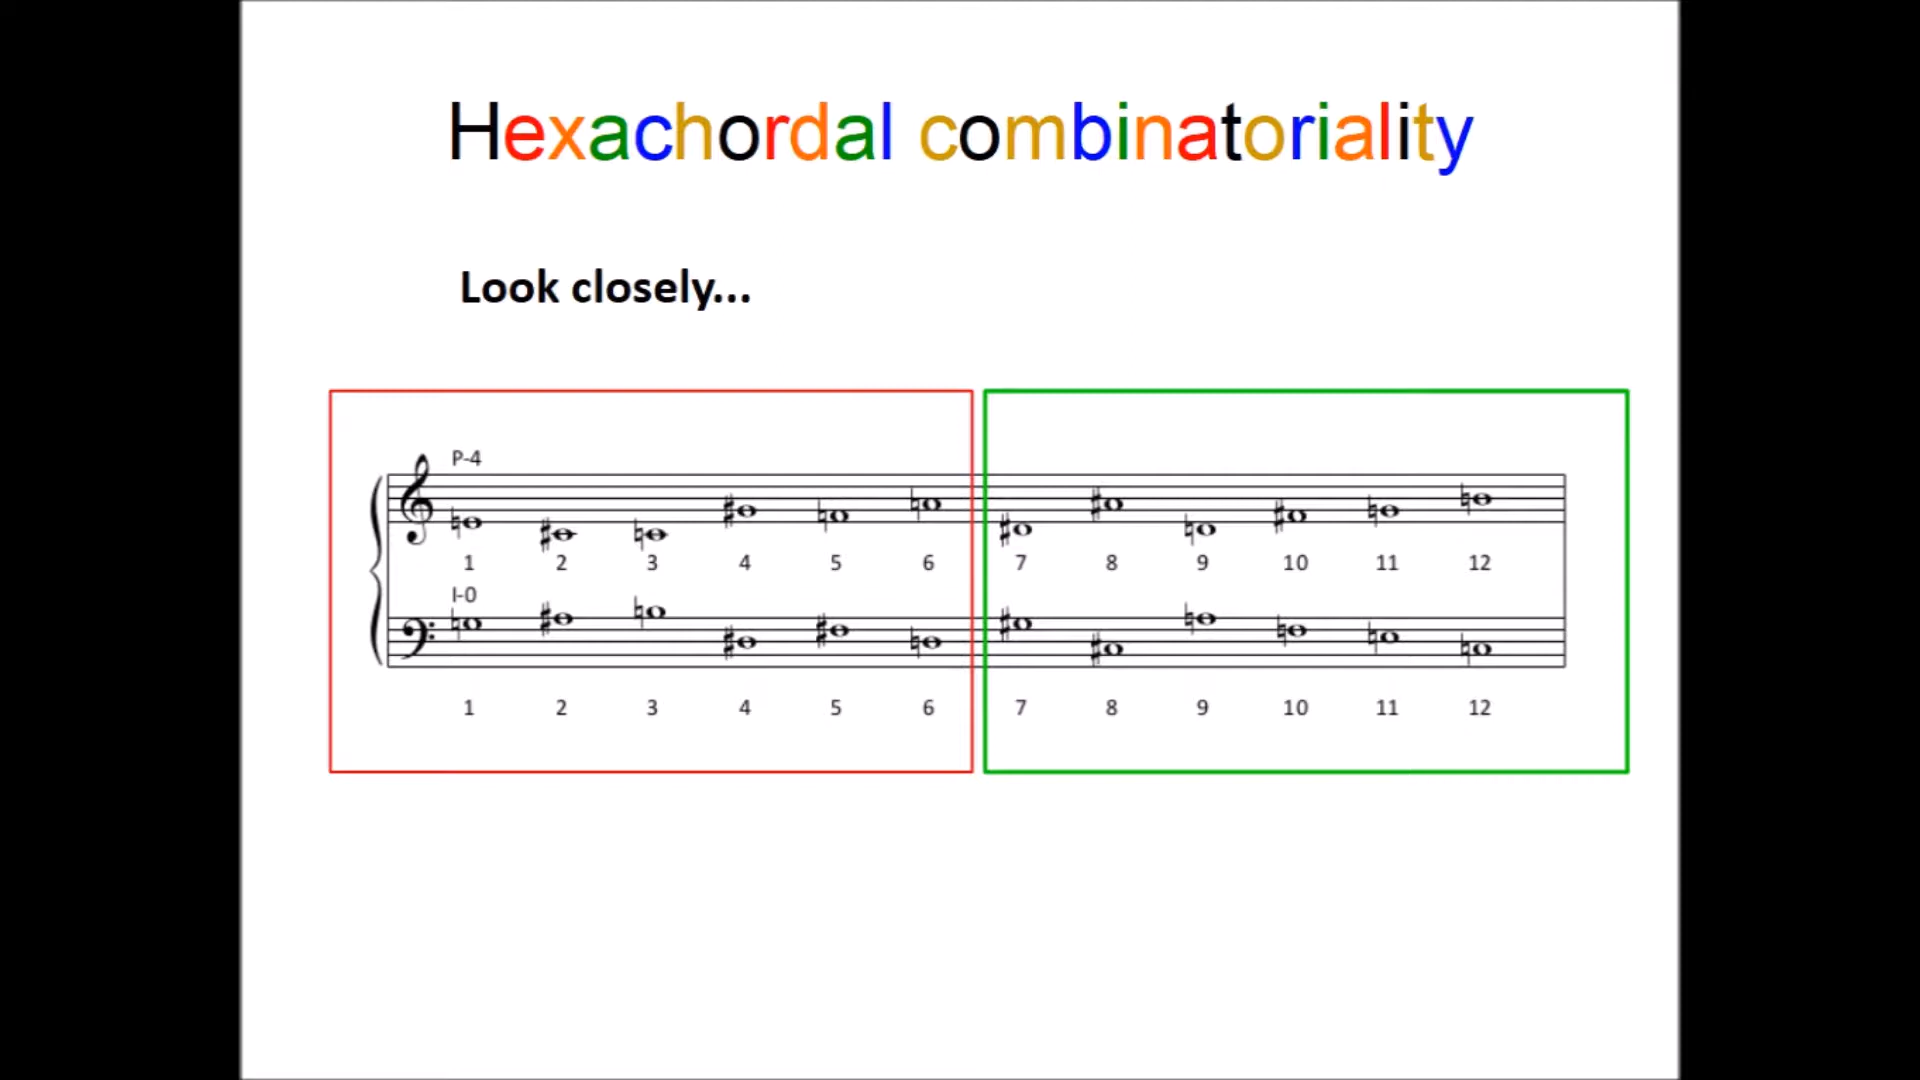 Hexachordal combinatoriality
Look closely...
P-4
1 2 3 4 5 6 7 8 9 10 11 12
I-0
1 2 3 4 5 6 7 8 9 10 11 12